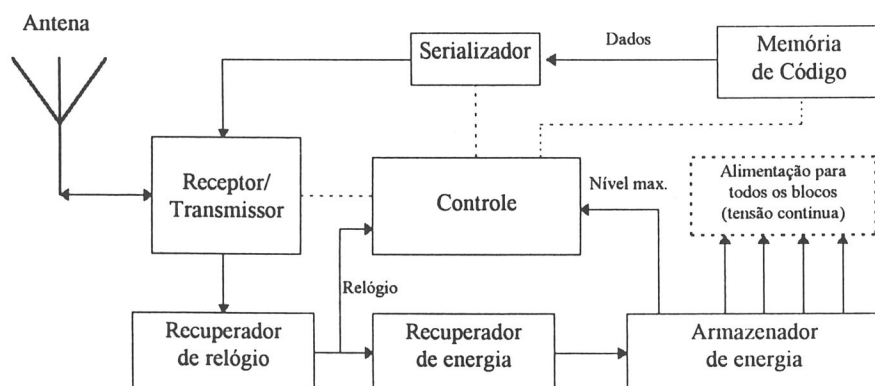 Antena
Serializador
Dados
Memória
de Código
Receptor/
Transmissor
Controle
Nível max.
Alimentação para
todos os blocos
(tensão continua)
Relógio
Recuperador
de relógio
Recuperador
de energia
Armazenador
de energia